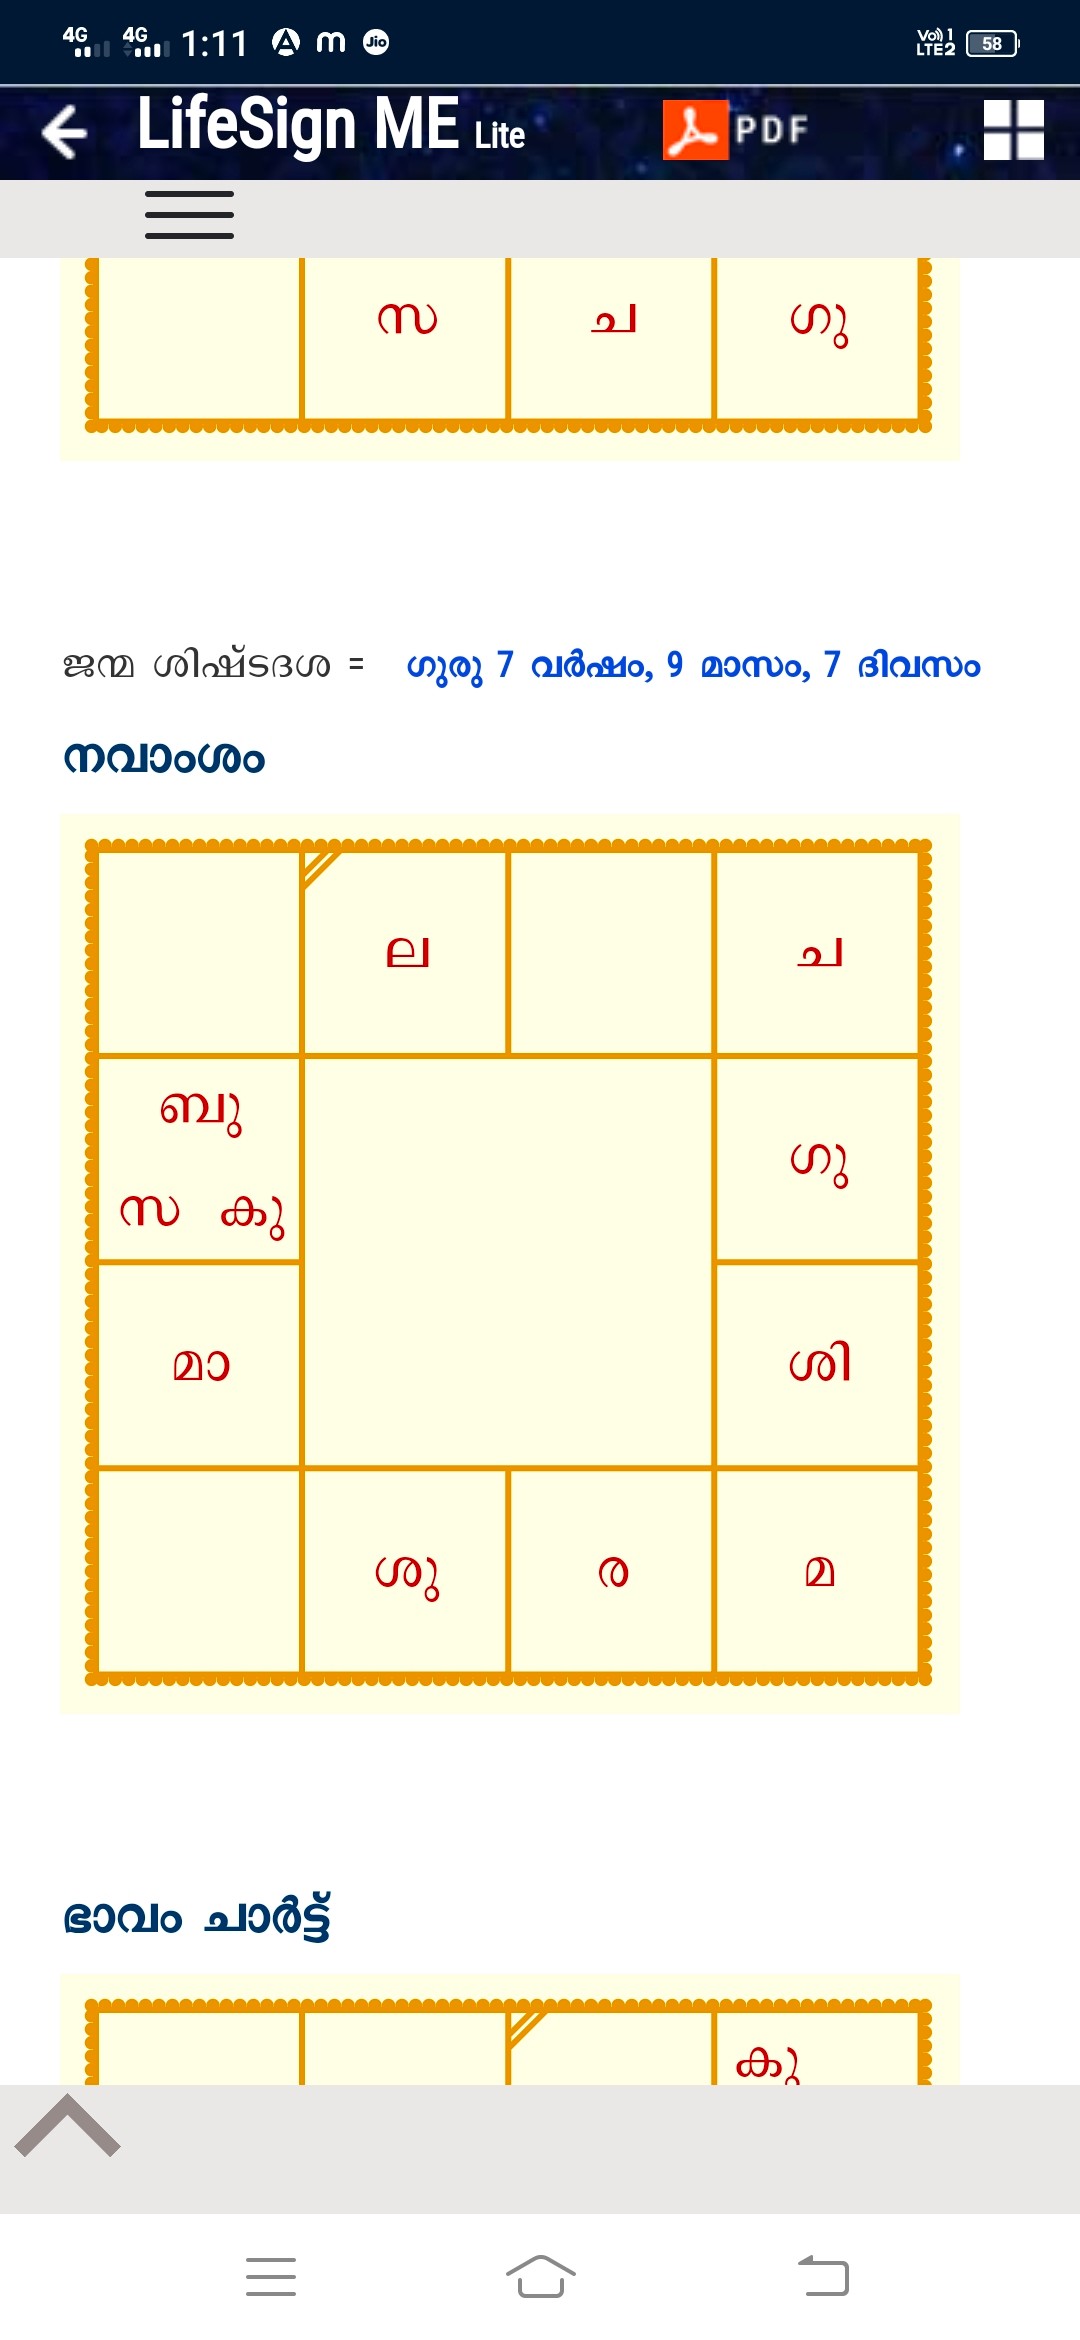 4G 4G 1:11 m Jio Vo)) 1 LTE2 58
LifeSign ME Lite PDF
സ ച ഗു
ജന്മ ശിഷ്ടദശ = ഗുരു 7 വർഷം, 9 മാസം, 7 ദിവസം
നവാംശം
ല ച
ബു
സ കു
ഗു
മാ ശി
ശു ര മ
ഭാവം ചാർട്ട്
കു